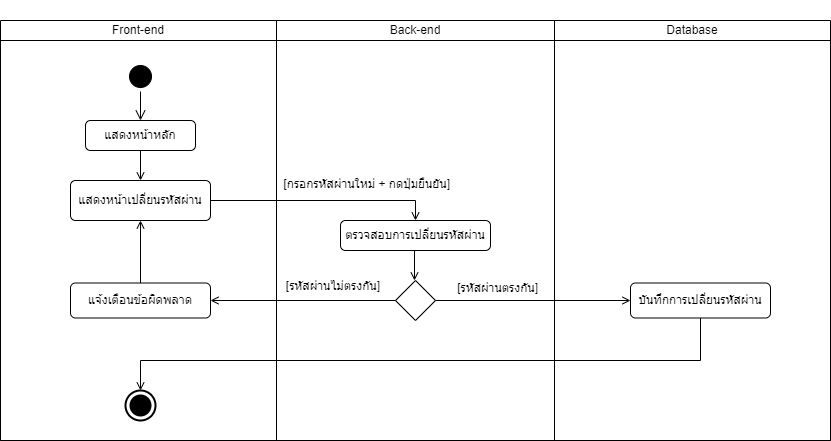 Front-end
Back-end
Database
แสดงหน้าหลัก
แสดงหน้าเปลี่ยนรหัสผ่าน
[กรอกรหัสผ่านใหม่ + กดปุ่มยืนยัน]
ตรวจสอบการเปลี่ยนรหัสผ่าน
[รหัสผ่านไม่ตรงกัน]
[รหัสผ่านตรงกัน]
แจ้งเตือนข้อผิดพลาด
บันทึกการเปลี่ยนรหัสผ่าน